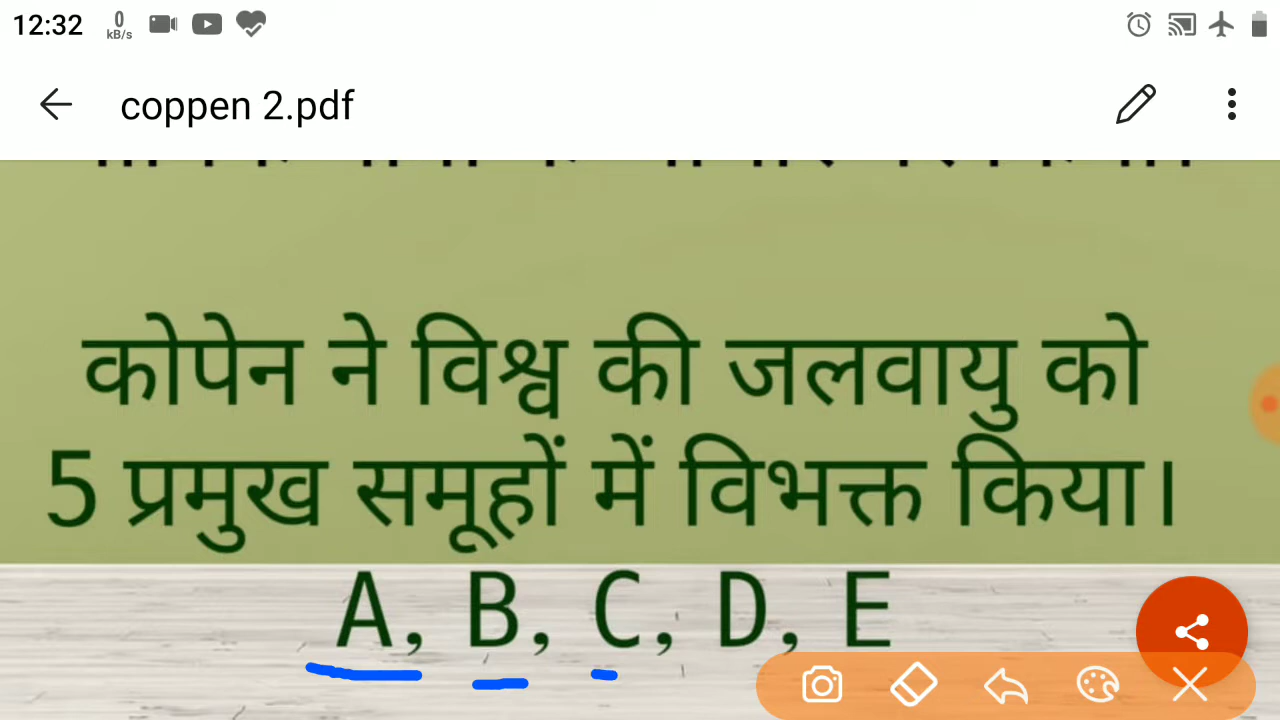 12:32 0 kB/s
coppen 2.pdf
कोपेन ने विश्व की जलवायु को
5 प्रमुख समूहों में विभक्त किया।
A, B, C, D, E